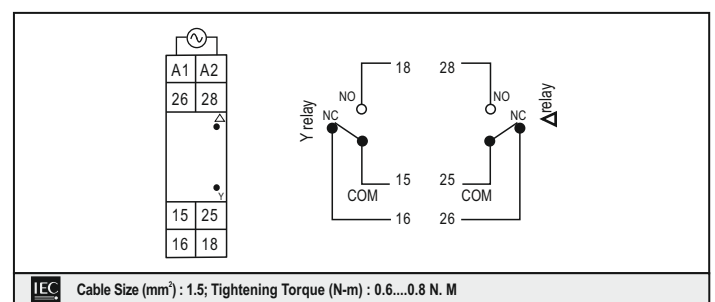 A1 A2
26 28
△
Y
15 25
16 18
18 28
NO NO
NC NC
Y relay
△relay
15 25
COM COM
16 26
IEC Cable Size (mm²) : 1.5; Tightening Torque (N-m) : 0.6....0.8 N. M